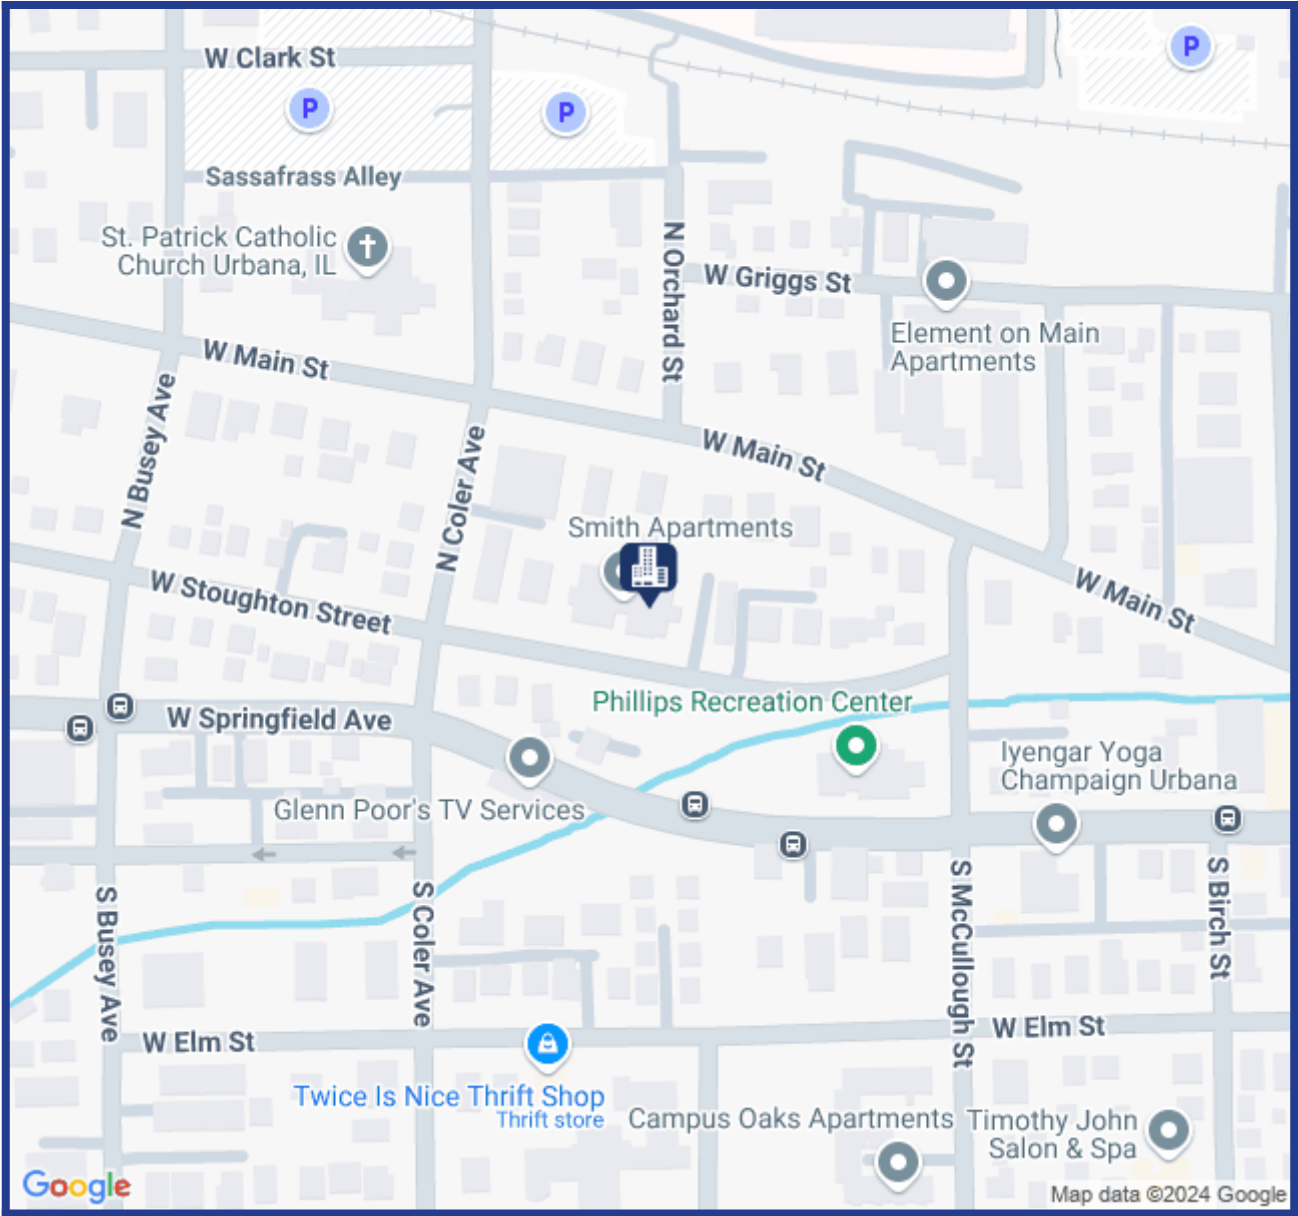 W Clark St
P
P
P
Sassafrass Alley
St. Patrick Catholic
Church Urbana, IL
N Orchard St
W Griggs St
Element on Main
Apartments
W Main St
N Busey Ave
N Coler Ave
W Main St
Smith Apartments
W Stoughton Street
W Main St
Phillips Recreation Center
W Springfield Ave
Iyengar Yoga
Champaign Urbana
Glenn Poor's TV Services
S Busey Ave
S Coler Ave
S McCullough St
S Birch St
W Elm St
W Elm St
Twice Is Nice Thrift Shop
Thrift store
Campus Oaks Apartments
Timothy John
Salon & Spa
Google
Map data ©2024 Google